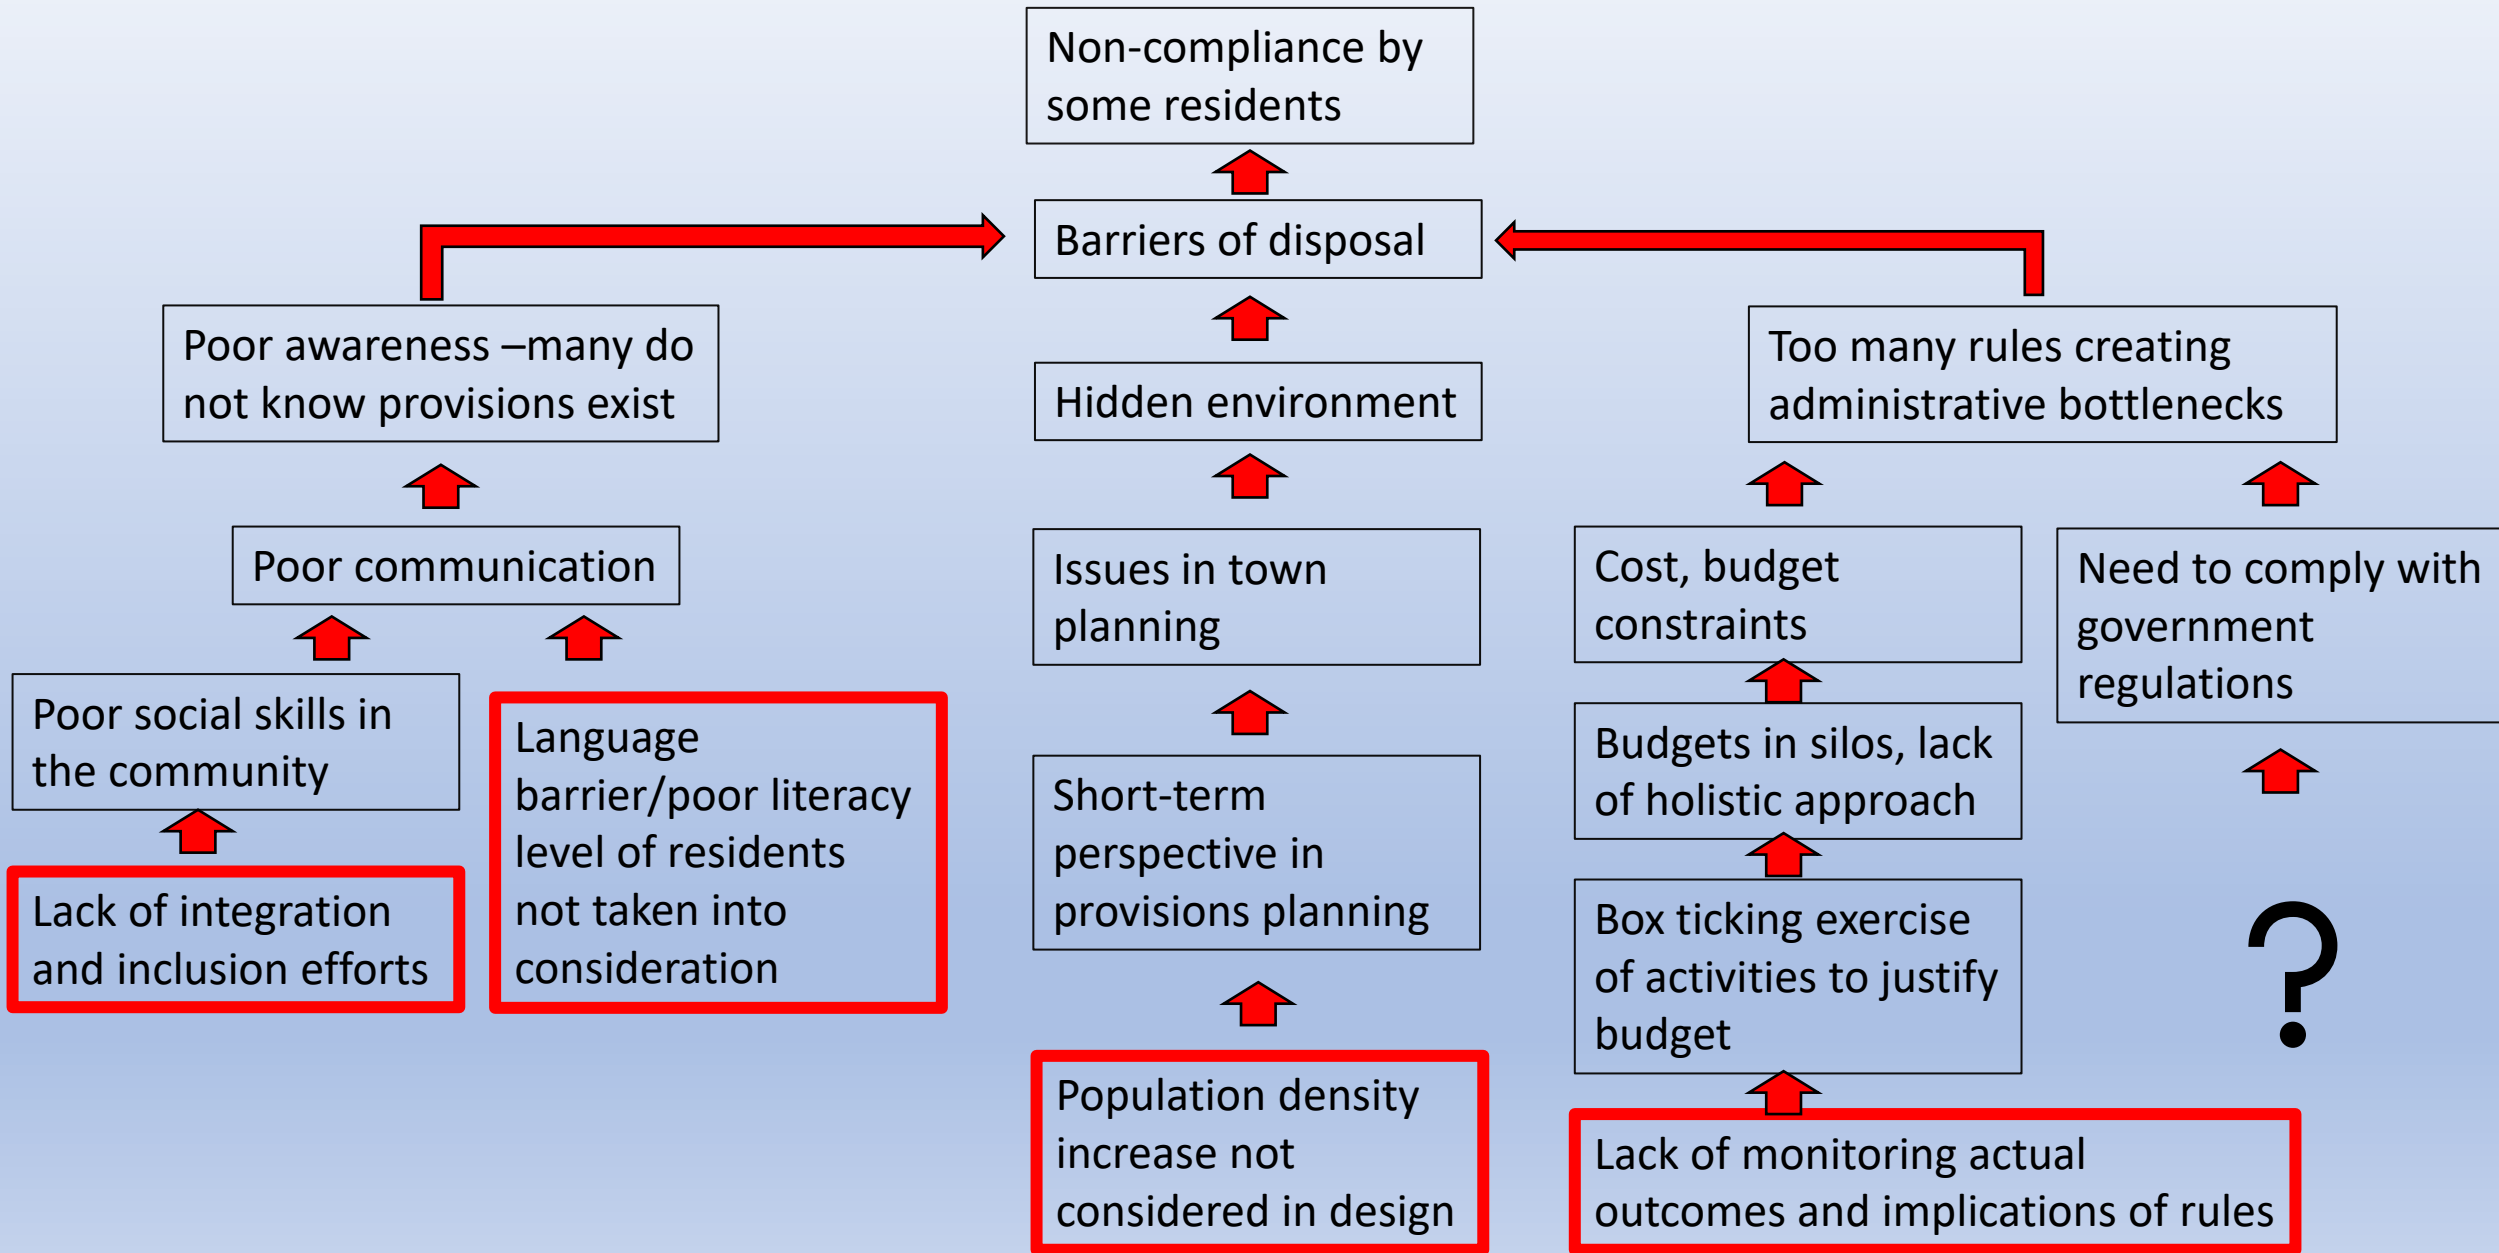 Non-compliance by
some residents
Barriers of disposal
Poor awareness –many do
not know provisions exist
Hidden environment
Too many rules creating
administrative bottlenecks
Poor communication
Issues in town
planning
Cost, budget
constraints
Need to comply with
government
regulations
Poor social skills in
the community
Language
barrier/poor literacy
level of residents
not taken into
consideration
Short-term
perspective in
provisions planning
Budgets in silos, lack
of holistic approach
Lack of integration
and inclusion efforts
Box ticking exercise
of activities to justify
budget
?
Population density
increase not
considered in design
Lack of monitoring actual
outcomes and implications of rules